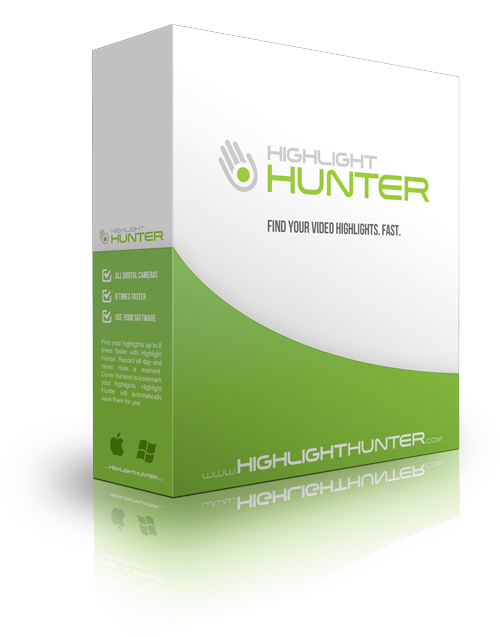 HIGHLIGHT
HUNTER
FIND YOUR VIDEO HIGHLIGHTS. FAST.
WWW.HIGHLIGHTHUNTER.COM
HIGHLIGHT
HUNTER
ALL DIGITAL CAMERAS
8 TIMES FASTER
USE YOUR SOFTWARE
Find your highlights up to 8
times faster with Highlight
Hunter. Record all day and
never miss a moment.
Cover the lens to bookmark
your highlights. Highlight
Hunter will automatically
save them for you.
HIGHLIGHTHUNTER